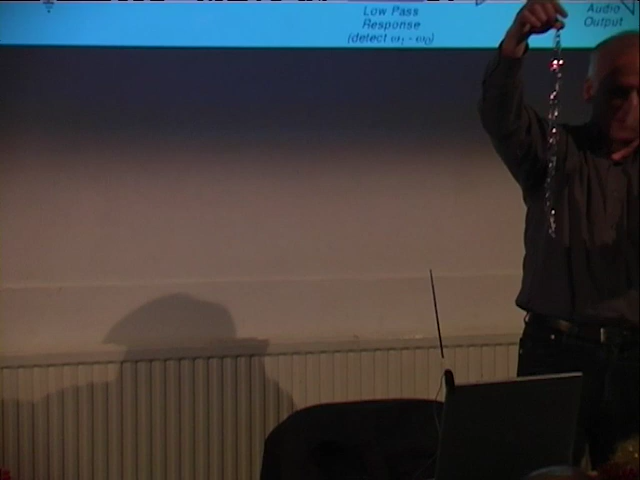 Low Pass
Response
(detect ω₁ - ω₀)
Audio
Output